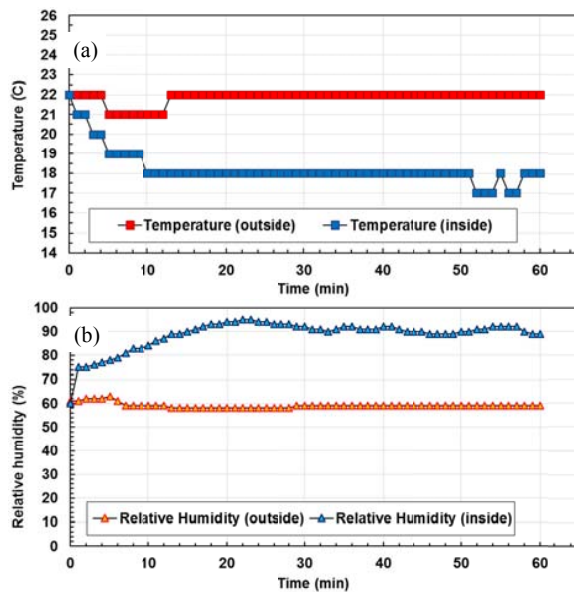 26
25
24
23
22
21
20
19
18
17
16
15
14
Temperature (C)
(a)
Temperature (outside) Temperature (inside)
0 10 20 30 40 50 60
Time (min)
100
90
80
70
60
50
40
30
20
10
0
Relative humidity (%)
(b)
Relative Humidity (outside) Relative Humidity (inside)
0 10 20 30 40 50 60
Time (min)